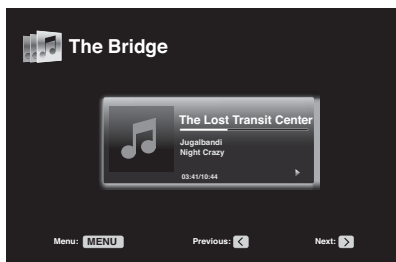 The Bridge
The Lost Transit Center
Jugalbandi
Night Crazy
03:41/10:44
Menu: MENU Previous: < Next: >